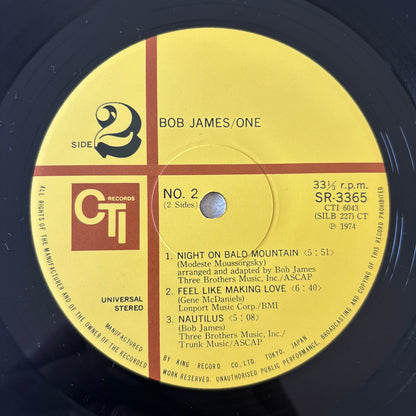 SIDE 2
BOB JAMES/ONE
CTI RECORDS
NO. 2
(2 Sides)
33⅓ r.p.m.
SR-3365
CTI 6043
(SILB 227) CT
℗ 1974
UNIVERSAL
STEREO
1. NIGHT ON BALD MOUNTAIN <5:51>
(Modeste Moussorgsky)
arranged and adapted by Bob James
Three Brothers Music, Inc./ASCAP
2. FEEL LIKE MAKING LOVE <6:40>
(Gene McDaniels)
Lonport Music Corp./BMI
3. NAUTILUS <5:08>
(Bob James)
Three Brothers Music, Inc./
Trunk Music/ASCAP
MANUFACTURED BY KING RECORD CO., LTD. TOKYO, JAPAN
ALL RIGHTS OF THE MANUFACTURER AND OF THE OWNER OF THE RECORDED WORK RESERVED. UNAUTHORISED PUBLIC PERFORMANCE, BROADCASTING AND COPYING OF THIS RECORD PROHIBITED